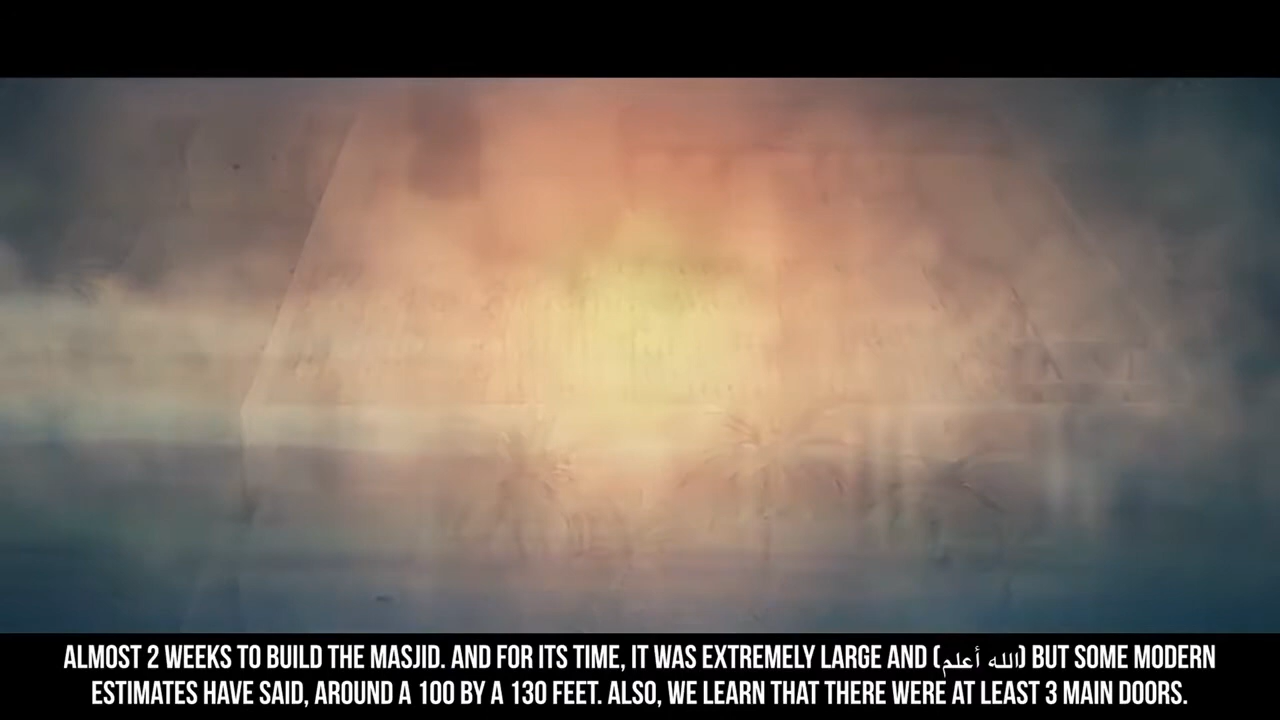 ALMOST 2 WEEKS TO BUILD THE MASJID. AND FOR ITS TIME, IT WAS EXTREMELY LARGE AND (الله أعلم) BUT SOME MODERN
ESTIMATES HAVE SAID, AROUND A 100 BY A 130 FEET. ALSO, WE LEARN THAT THERE WERE AT LEAST 3 MAIN DOORS.